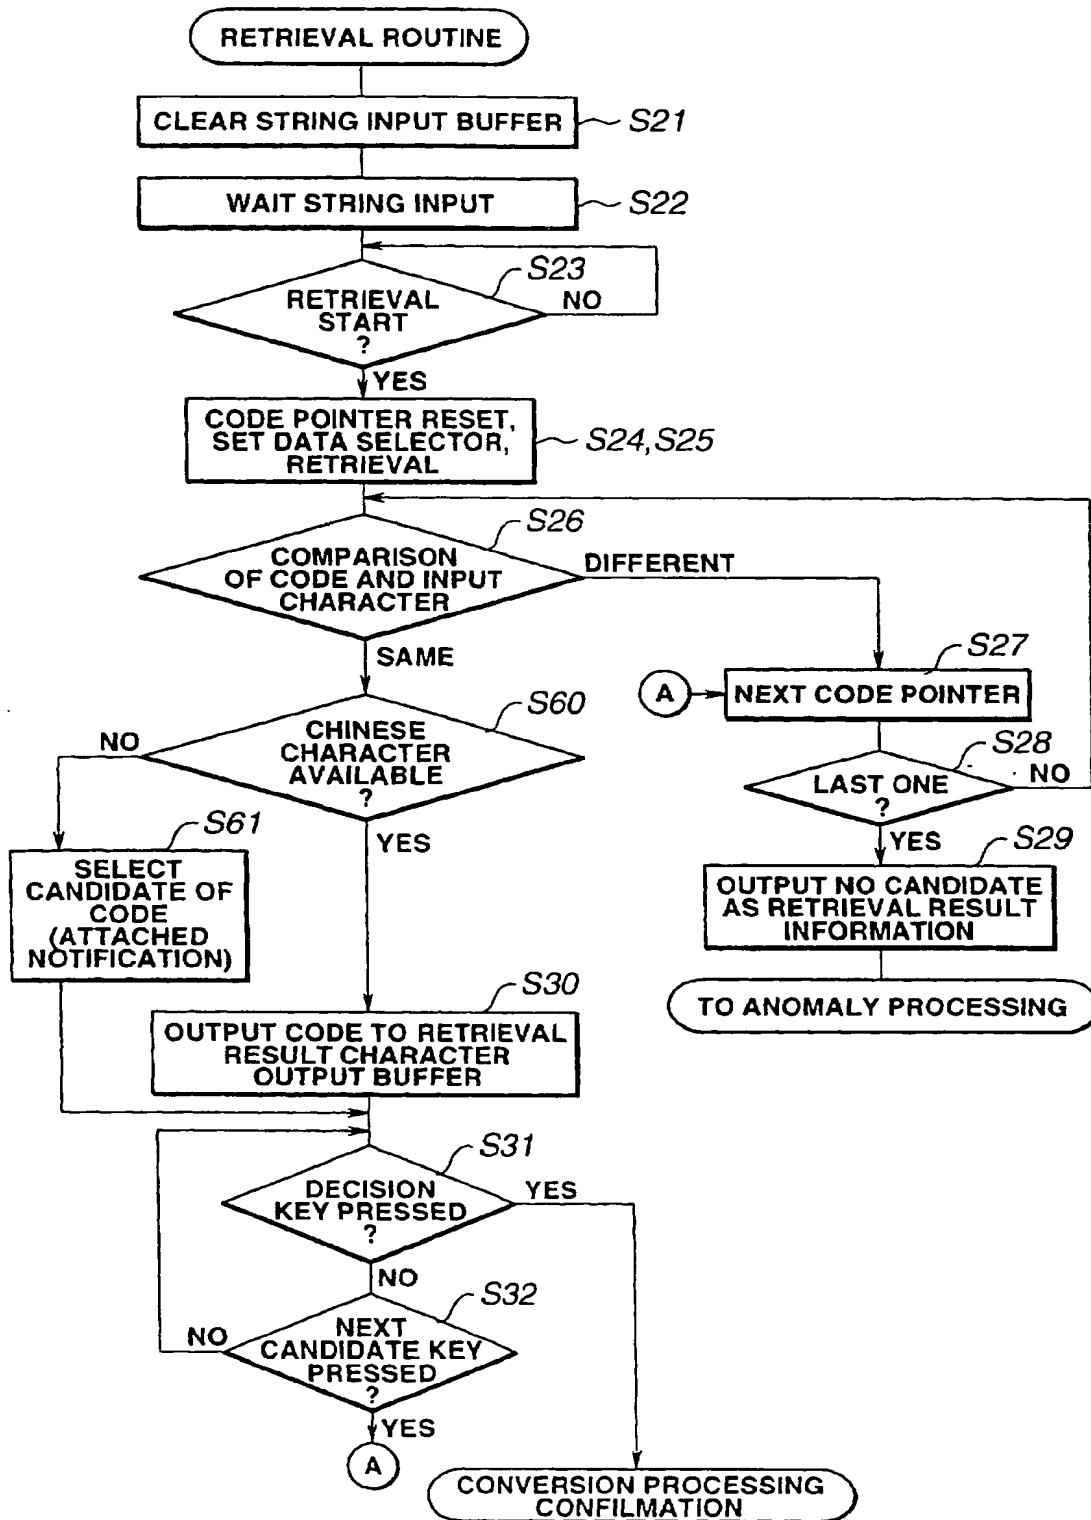 RETRIEVAL ROUTINE
CLEAR STRING INPUT BUFFER
S21
WAIT STRING INPUT
S22
S23
RETRIEVAL
START
?
NO
YES
CODE POINTER RESET,
SET DATA SELECTOR,
RETRIEVAL
S24,S25
S26
COMPARISON
OF CODE AND INPUT
CHARACTER
DIFFERENT
SAME
S27
A
NEXT CODE POINTER
S60
CHINESE
CHARACTER
AVAILABLE
?
NO
YES
S28
LAST ONE
?
NO
YES
S61
SELECT
CANDIDATE OF
CODE
(ATTACHED
NOTIFICATION)
S29
OUTPUT NO CANDIDATE
AS RETRIEVAL RESULT
INFORMATION
TO ANOMALY PROCESSING
S30
OUTPUT CODE TO RETRIEVAL
RESULT CHARACTER
OUTPUT BUFFER
S31
DECISION
KEY PRESSED
?
YES
NO
S32
NEXT
CANDIDATE KEY
PRESSED
?
NO
YES
A
CONVERSION PROCESSING
CONFILMATION